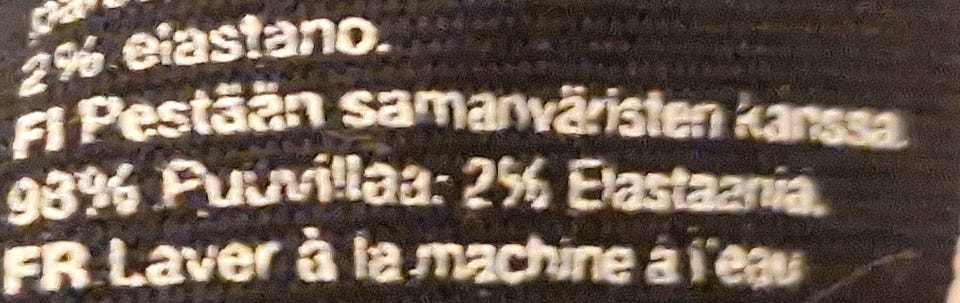 2% elastano.
FI Pestään samanväristen kanssa.
98% Puuvillaa: 2% Elastaania.
FR Laver à la machine à l'eau